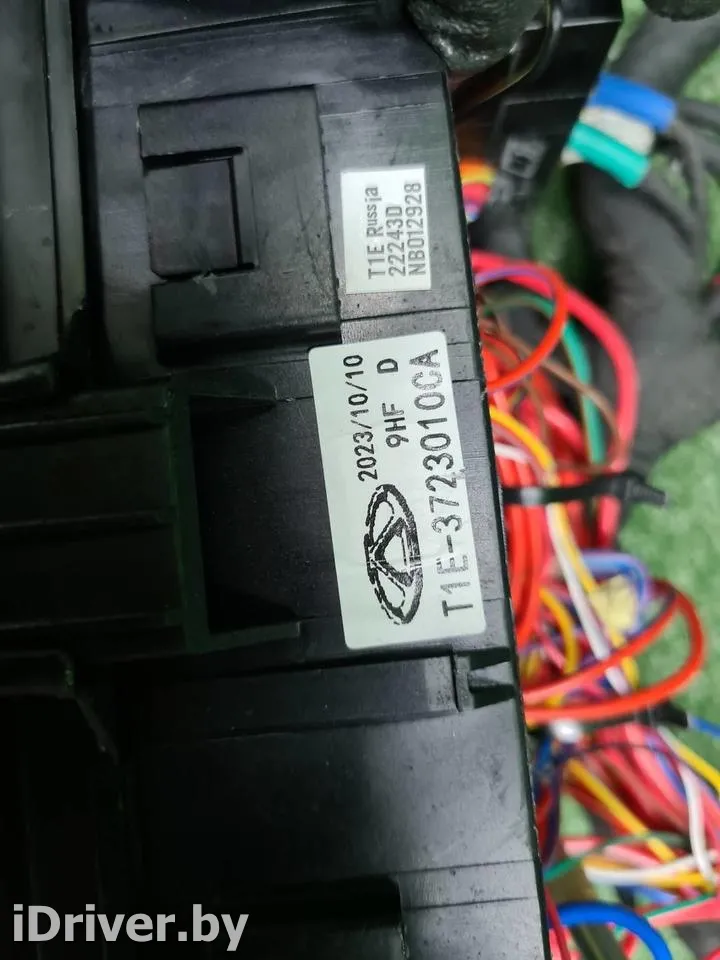 T1E Russia
22243D
NB012928
2023/10/10
9HF D
T1E-3723010CA
iDriver.by